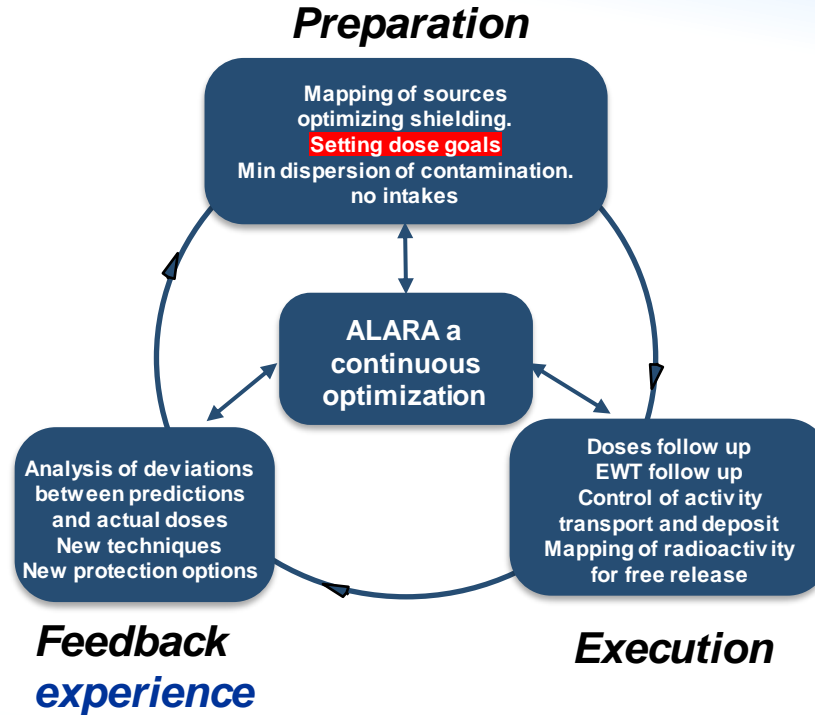 Preparation
Mapping of sources
optimizing shielding.
Setting dose goals
Min dispersion of contamination.
no intakes
ALARA a
continuous
optimization
Analysis of deviations
between predictions
and actual doses
New techniques
New protection options
Doses follow up
EWT follow up
Control of activity
transport and deposit
Mapping of radioactivity
for free release
Feedback
experience
Execution